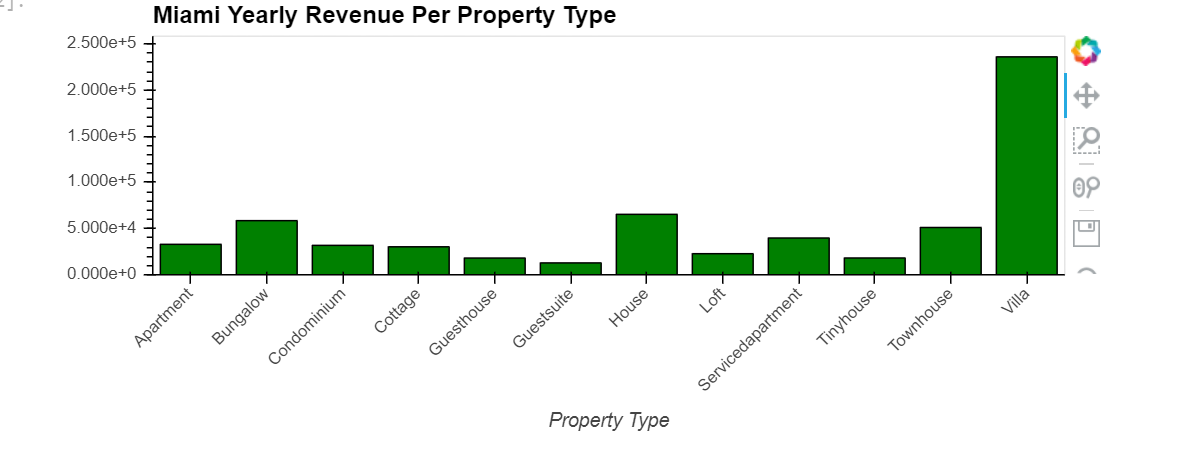 2]:
Miami Yearly Revenue Per Property Type
2.500e+5
2.000e+5
1.500e+5
1.000e+5
5.000e+4
0.000e+0
Apartment
Bungalow
Condominium
Cottage
Guesthouse
Guestsuite
House
Loft
Servicedapartment
Tinyhouse
Townhouse
Villa
Property Type